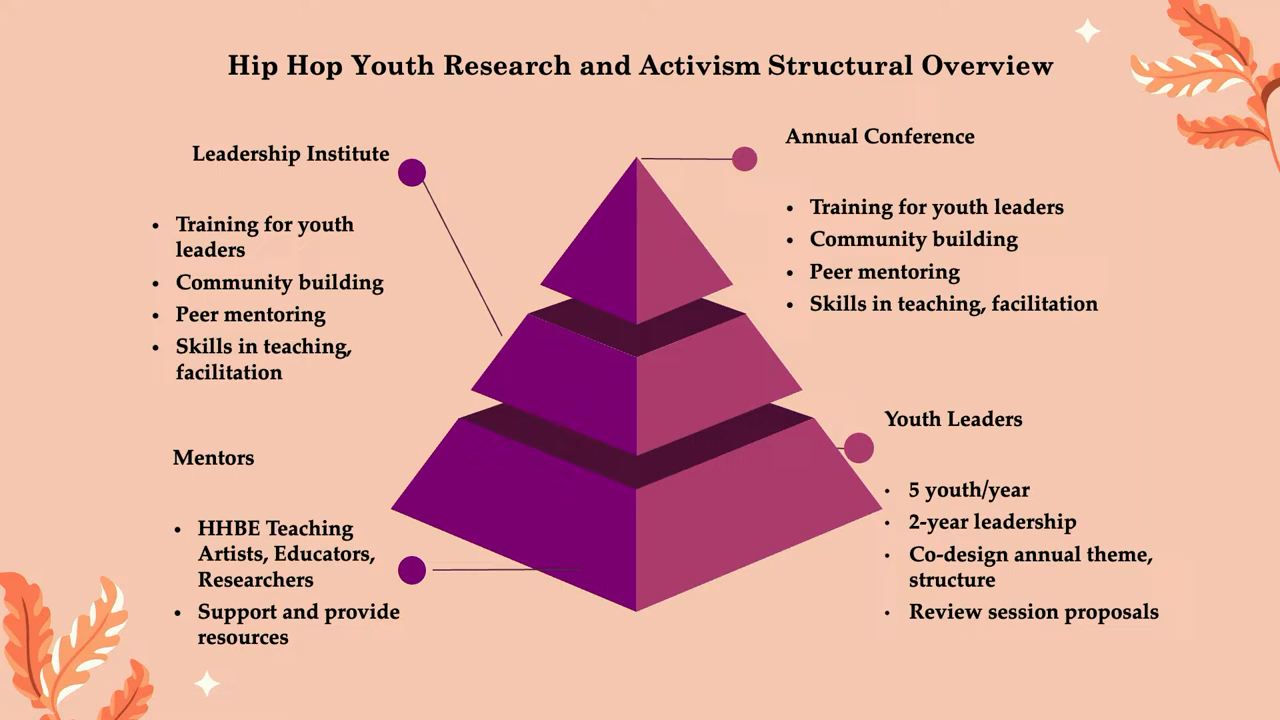 Hip Hop Youth Research and Activism Structural Overview
Leadership Institute
• Training for youth
leaders
• Community building
• Peer mentoring
• Skills in teaching,
facilitation
Annual Conference
• Training for youth leaders
• Community building
• Peer mentoring
• Skills in teaching, facilitation
Mentors
• HHBE Teaching
Artists, Educators,
Researchers
• Support and provide
resources
Youth Leaders
• 5 youth/year
• 2-year leadership
• Co-design annual theme,
structure
• Review session proposals